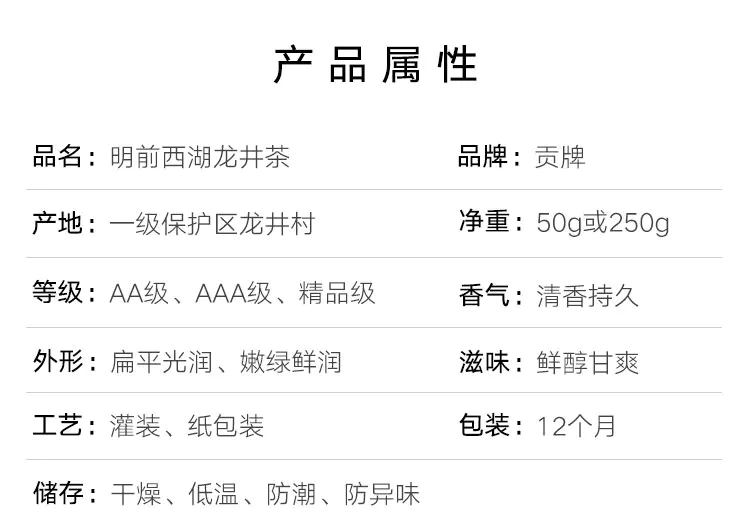 产品属性
品名：明前西湖龙井茶 品牌：贡牌
产地：一级保护区龙井村 净重：50g或250g
等级：AA级、AAA级、精品级 香气：清香持久
外形：扁平光润、嫩绿鲜润 滋味：鲜醇甘爽
工艺：灌装、纸包装 包装：12个月
储存：干燥、低温、防潮、防异味